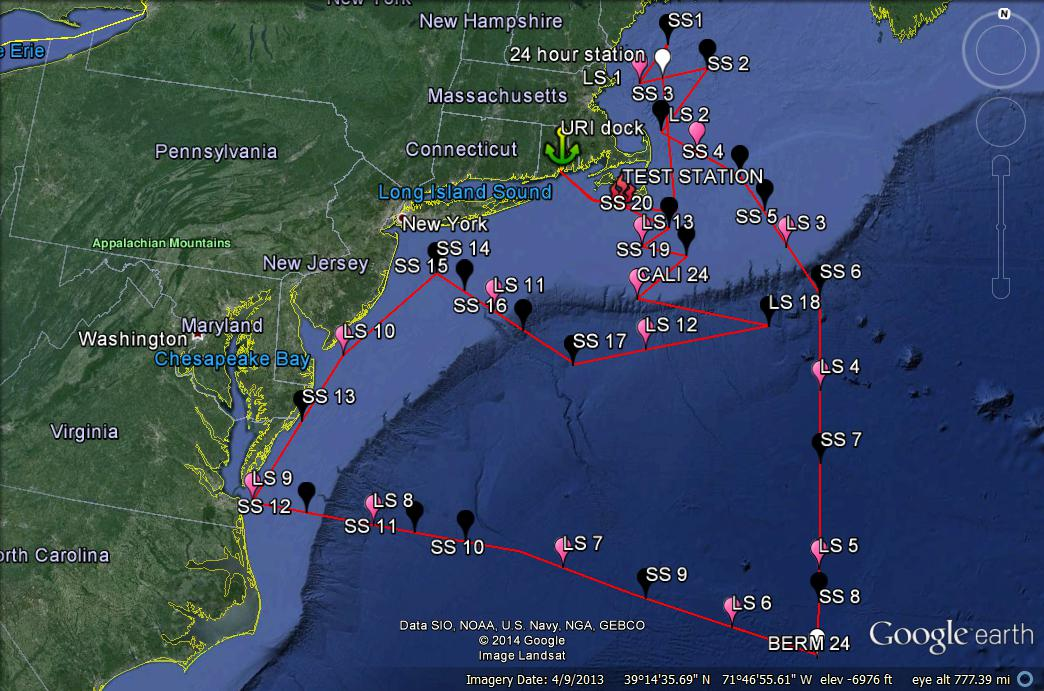 New York
New Hampshire
SS1
e Erie
24 hour station
SS 2
LS 1
Massachusetts
SS 3
LS 2
URI dock
Pennsylvania
Connecticut
SS 4
TEST STATION
Long Island Sound
SS 20
New York
LS 13
SS 5
LS 3
Appalachian Mountains
SS 14
SS 19
New Jersey
SS 15
CALI 24
SS 6
LS 11
SS 16
LS 18
Maryland
LS 10
LS 12
Washington
SS 17
Chesapeake Bay
LS 4
SS 13
Virginia
SS 7
LS 9
SS 12
LS 8
SS 11
SS 10
LS 7
LS 5
orth Carolina
SS 9
SS 8
LS 6
Data SIO, NOAA, U.S. Navy, NGA, GEBCO
© 2014 Google
Image Landsat
BERM 24
Google earth
N
Imagery Date: 4/9/2013 39°14'35.69" N 71°46'55.61" W elev -6976 ft eye alt 777.39 mi